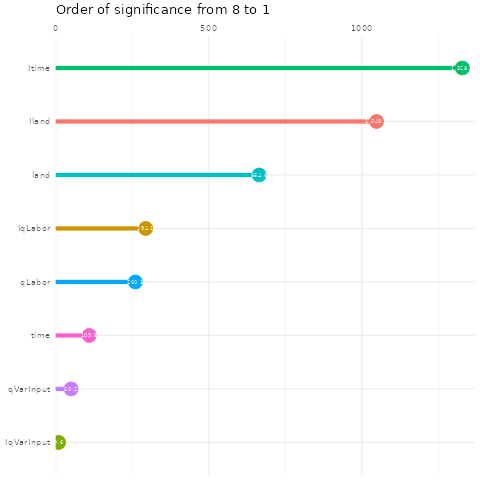 Order of significance from 8 to 1
0 500 1000
ltime
lland
land
lqLabor
qLabor
time
qVarInput
lqVarInput